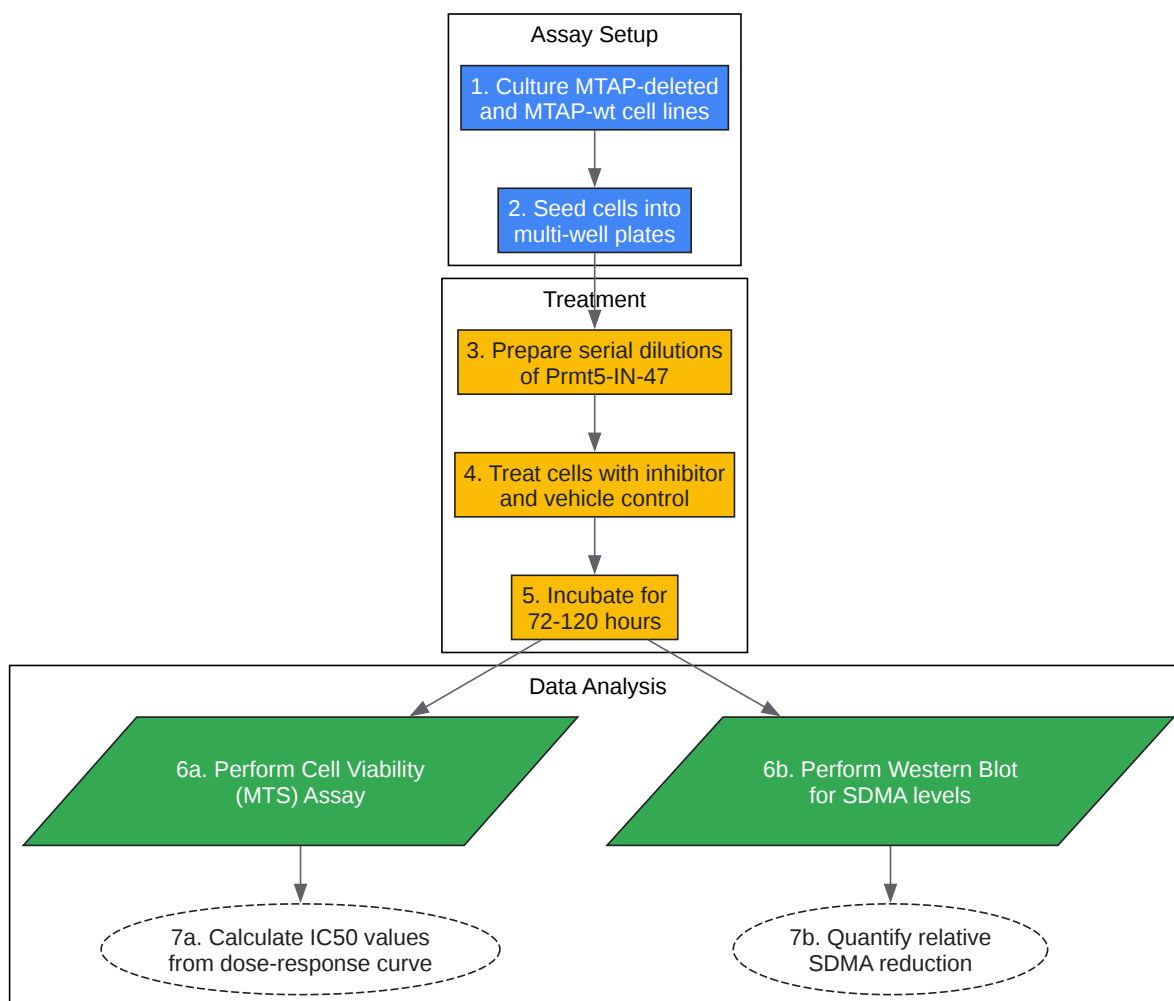 Assay Setup
1. Culture MTAP-deleted
and MTAP-wt cell lines
2. Seed cells into
multi-well plates
Treatment
3. Prepare serial dilutions
of Prmt5-IN-47
4. Treat cells with inhibitor
and vehicle control
5. Incubate for
72-120 hours
Data Analysis
6a. Perform Cell Viability
(MTS) Assay
6b. Perform Western Blot
for SDMA levels
7a. Calculate IC50 values
from dose-response curve
7b. Quantify relative
SDMA reduction